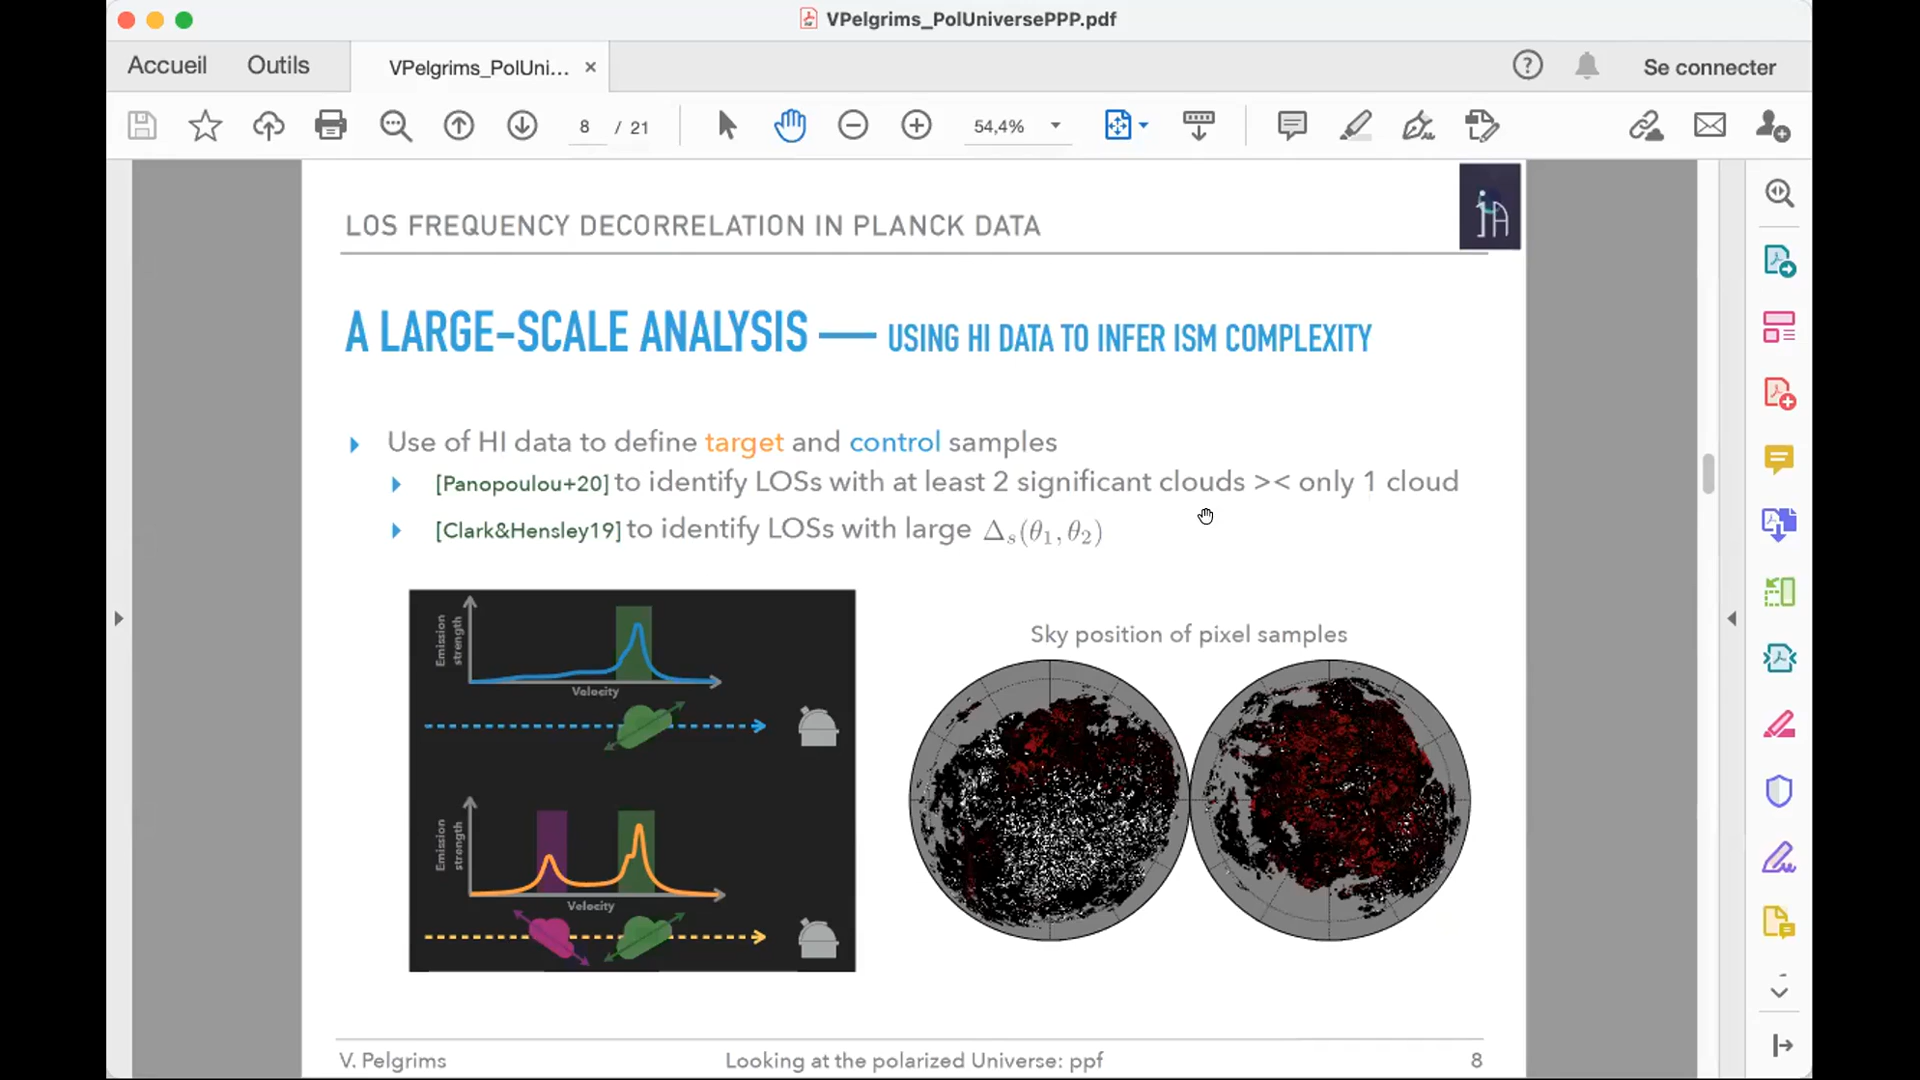 VPelgrims_PolUniversePPP.pdf
Accueil Outils VPelgrims_PolUni... × Se connecter
8 / 21 54,4%
LOS FREQUENCY DECORRELATION IN PLANCK DATA
A LARGE-SCALE ANALYSIS — USING HI DATA TO INFER ISM COMPLEXITY
Use of HI data to define target and control samples
[Panopoulou+20] to identify LOSs with at least 2 significant clouds >< only 1 cloud
[Clark&Hensley19] to identify LOSs with large Δs(θ1, θ2)
Emission strength
Velocity
Emission strength
Velocity
Sky position of pixel samples
V. Pelgrims Looking at the polarized Universe: ppf 8